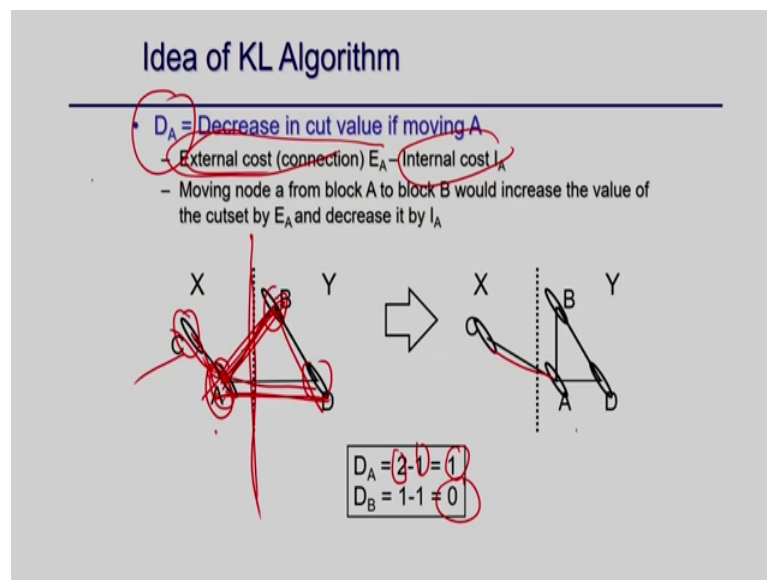 Idea of KL Algorithm
• D_A = Decrease in cut value if moving A
– External cost (connection) E_A – Internal cost I_A
– Moving node a from block A to block B would increase the value of
the cutset by E_A and decrease it by I_A
X Y X Y
B B
C C
A D A D
D_A = 2-1 = 1
D_B = 1-1 = 0